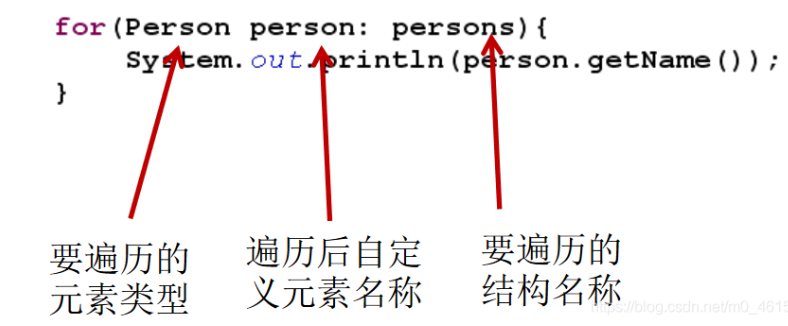 for(Person person: persons){
System.out.println(person.getName());
}
要遍历的
元素类型
遍历后自定
义元素名称
要遍历的
结构名称
https://blog.csdn.net/m0_4615